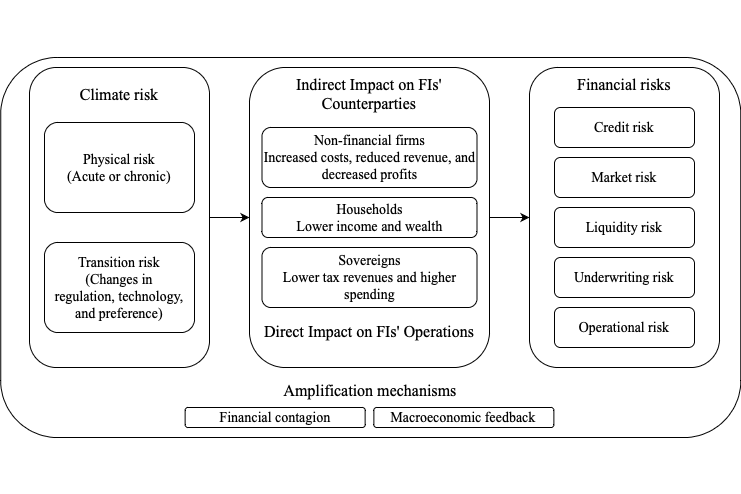 Climate risk
Physical risk
(Acute or chronic)
Transition risk
(Changes in
regulation, technology,
and preference)
Indirect Impact on FIs'
Counterparties
Non-financial firms
Increased costs, reduced revenue, and
decreased profits
Households
Lower income and wealth
Sovereigns
Lower tax revenues and higher
spending
Direct Impact on FIs' Operations
Financial risks
Credit risk
Market risk
Liquidity risk
Underwriting risk
Operational risk
Amplification mechanisms
Financial contagion
Macroeconomic feedback